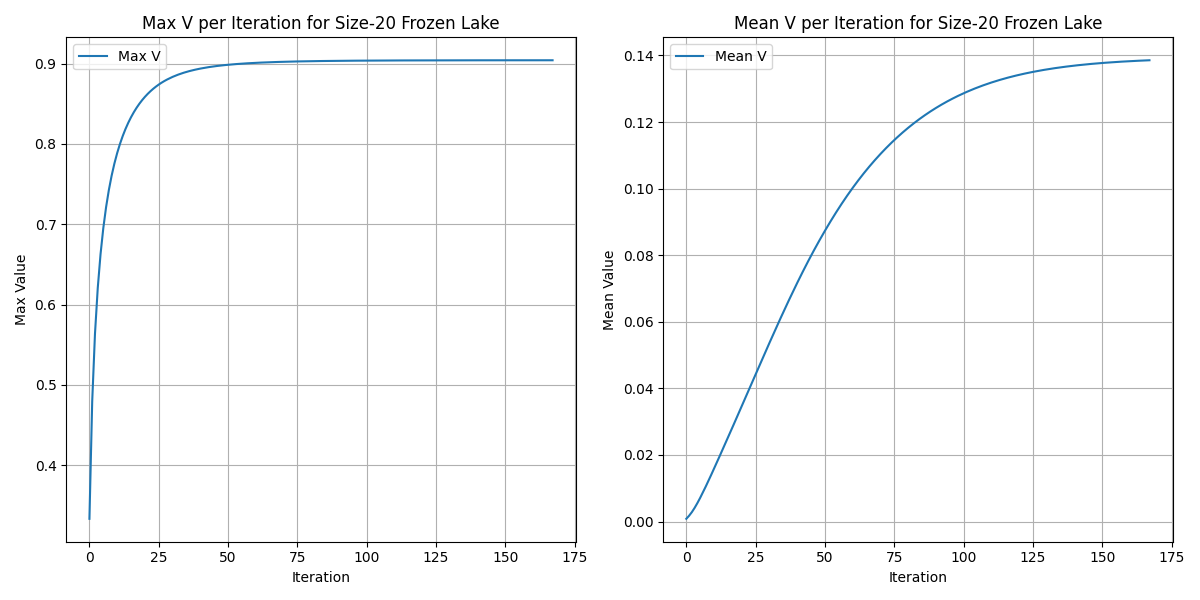 Max V per Iteration for Size-20 Frozen Lake
Max V
Max Value
0.9
0.8
0.7
0.6
0.5
0.4
0 25 50 75 100 125 150 175
Iteration
Mean V per Iteration for Size-20 Frozen Lake
Mean V
Mean Value
0.14
0.12
0.10
0.08
0.06
0.04
0.02
0.00
0 25 50 75 100 125 150 175
Iteration